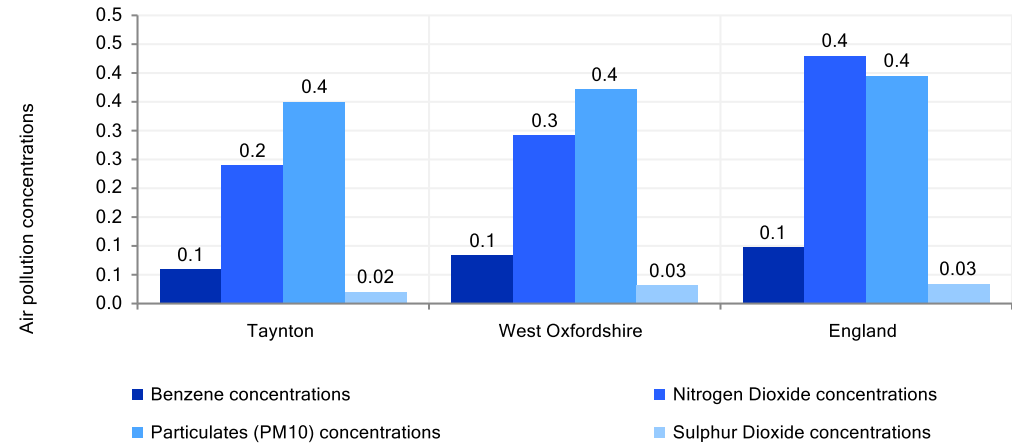 0.5
0.5
0.4
0.4
0.3
0.3
0.2
0.2
0.1
0.1
0.0
Air pollution concentrations
0.1
0.2
0.4
0.02
0.1
0.3
0.4
0.03
0.1
0.4
0.4
0.03
Taynton
West Oxfordshire
England
Benzene concentrations
Nitrogen Dioxide concentrations
Particulates (PM10) concentrations
Sulphur Dioxide concentrations